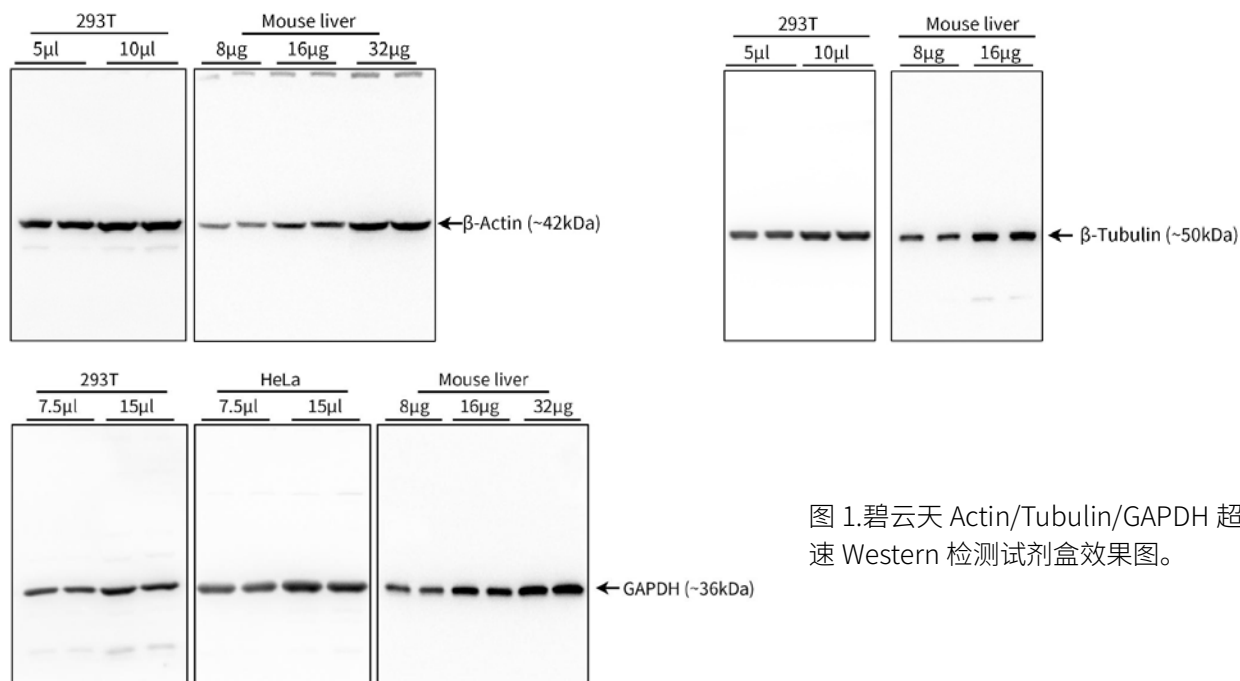 293T
Mouse liver
5µl
10µl
8µg
16µg
32µg
β-Actin (~42kDa)
293T
Mouse liver
5µl
10µl
8µg
16µg
β-Tubulin (~50kDa)
293T
HeLa
Mouse liver
7.5µl
15µl
7.5µl
15µl
8µg
16µg
32µg
GAPDH (~36kDa)
图 1.碧云天 Actin/Tubulin/GAPDH 超
速 Western 检测试剂盒效果图。